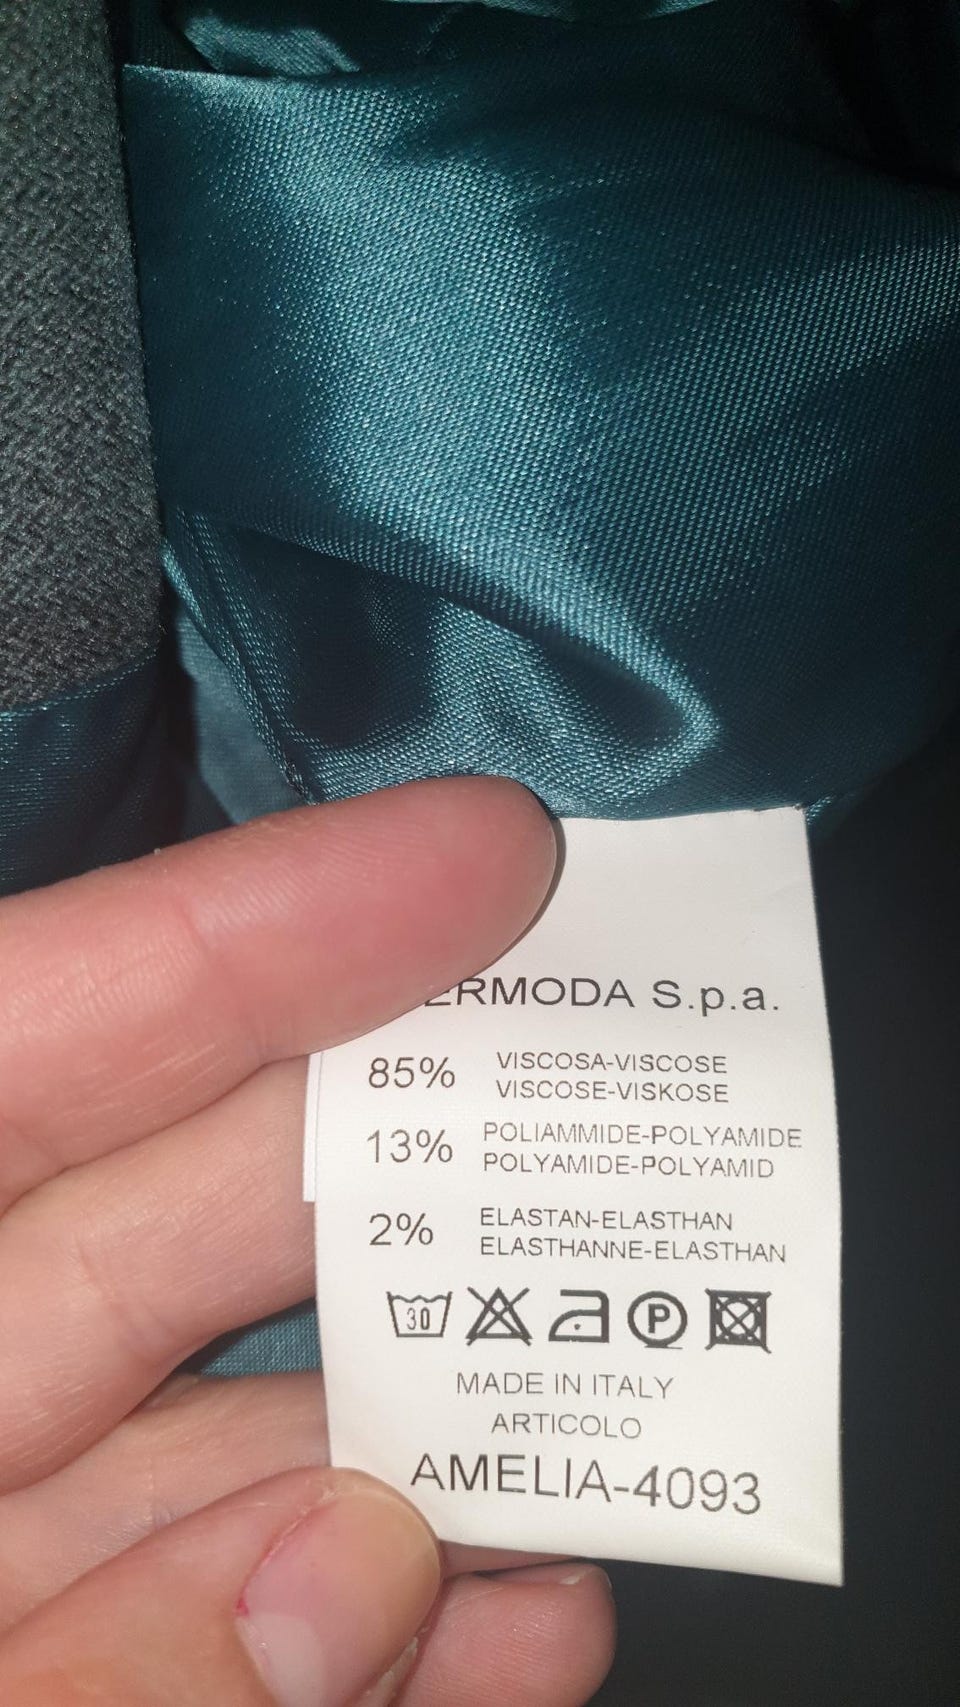 ERMODA S.p.a.
85% VISCOSA-VISCOSE
VISCOSE-VISKOSE
13% POLIAMMIDE-POLYAMIDE
POLYAMIDE-POLYAMID
2% ELASTAN-ELASTHAN
ELASTHANNE-ELASTHAN
30 P
MADE IN ITALY
ARTICOLO
AMELIA-4093